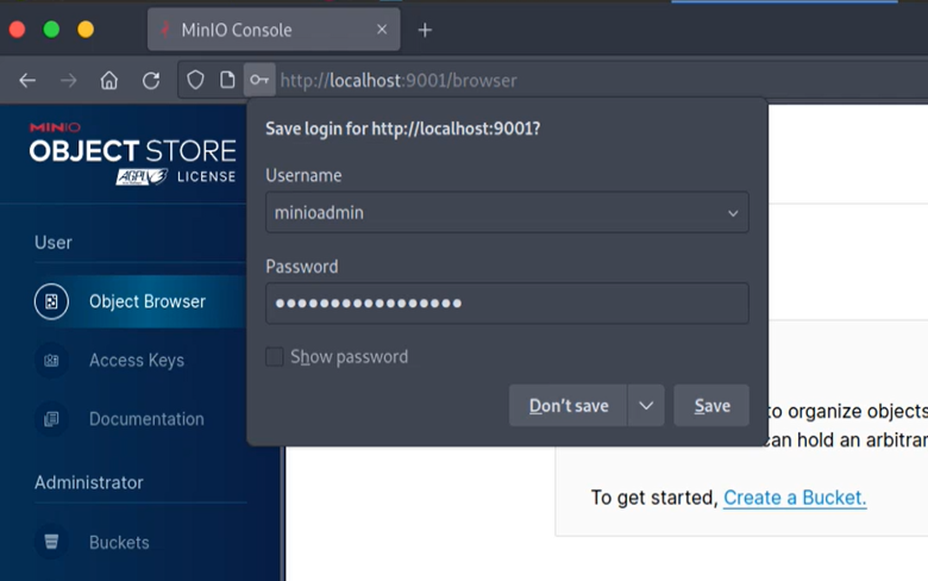 MinIO Console
http://localhost:9001/browser
MINIO
OBJECT STORE
AGPLv3 LICENSE
Save login for http://localhost:9001?
Username
minioadmin
Password
●●●●●●●●●●●●●●●●●
Show password
Don't save
Save
User
Object Browser
Access Keys
Documentation
Administrator
Buckets
to organize objects
can hold an arbitrar
To get started, Create a Bucket.